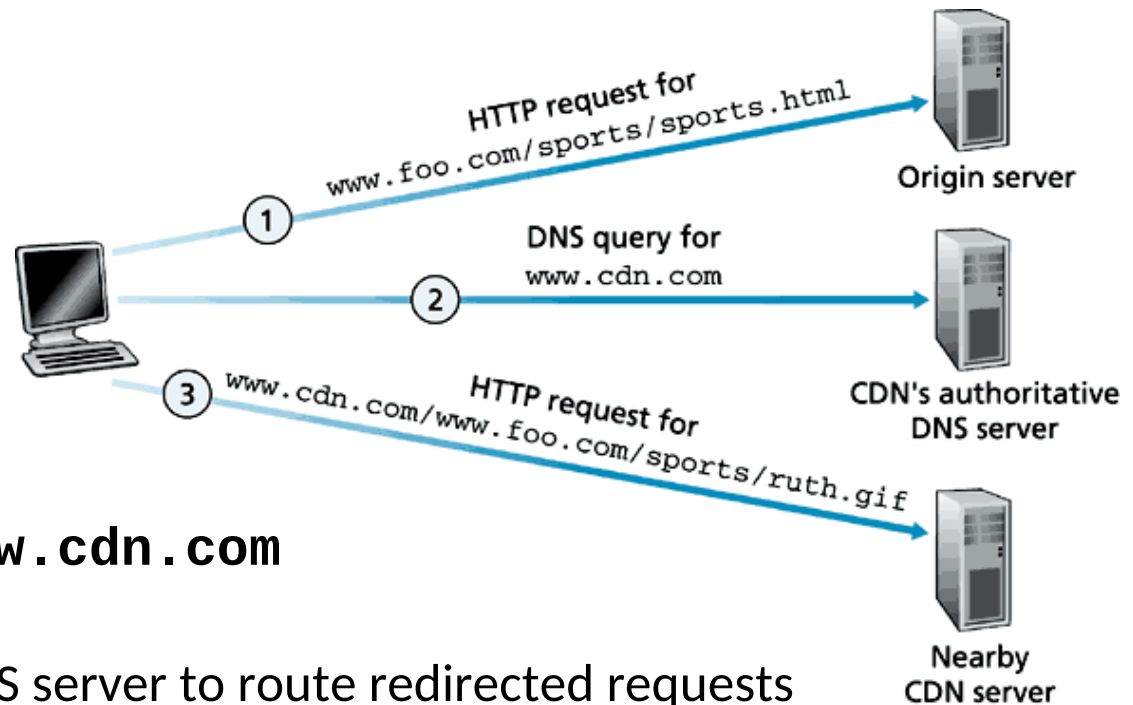 HTTP request for
www.foo.com/sports/sports.html
Origin server
1
DNS query for
www.cdn.com
2
CDN's authoritative
DNS server
3
HTTP request for
www.cdn.com/www.foo.com/sports/ruth.gif
w.cdn.com
Nearby
CDN server
S server to route redirected requests